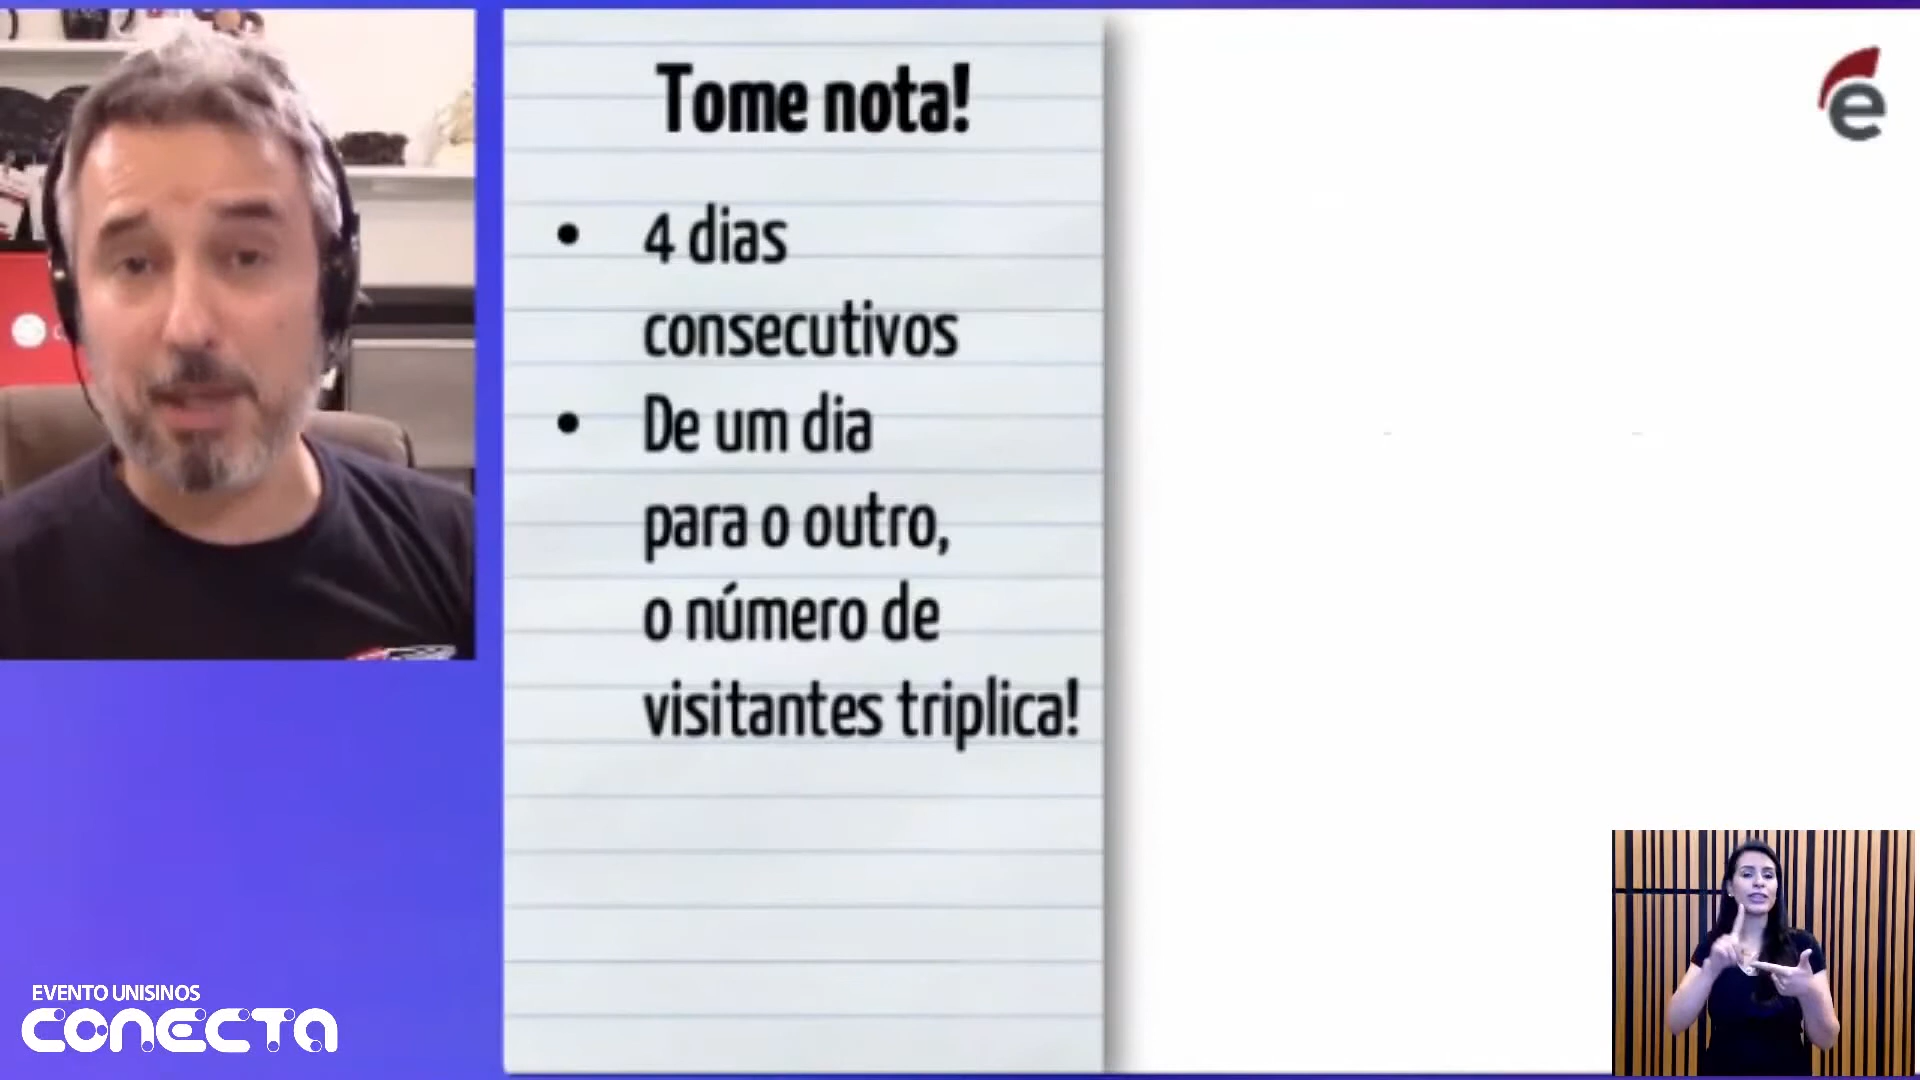 Tome nota!
• 4 dias
consecutivos
• De um dia
para o outro,
o número de
visitantes triplica!
e
EVENTO UNISINOS
CONECTA